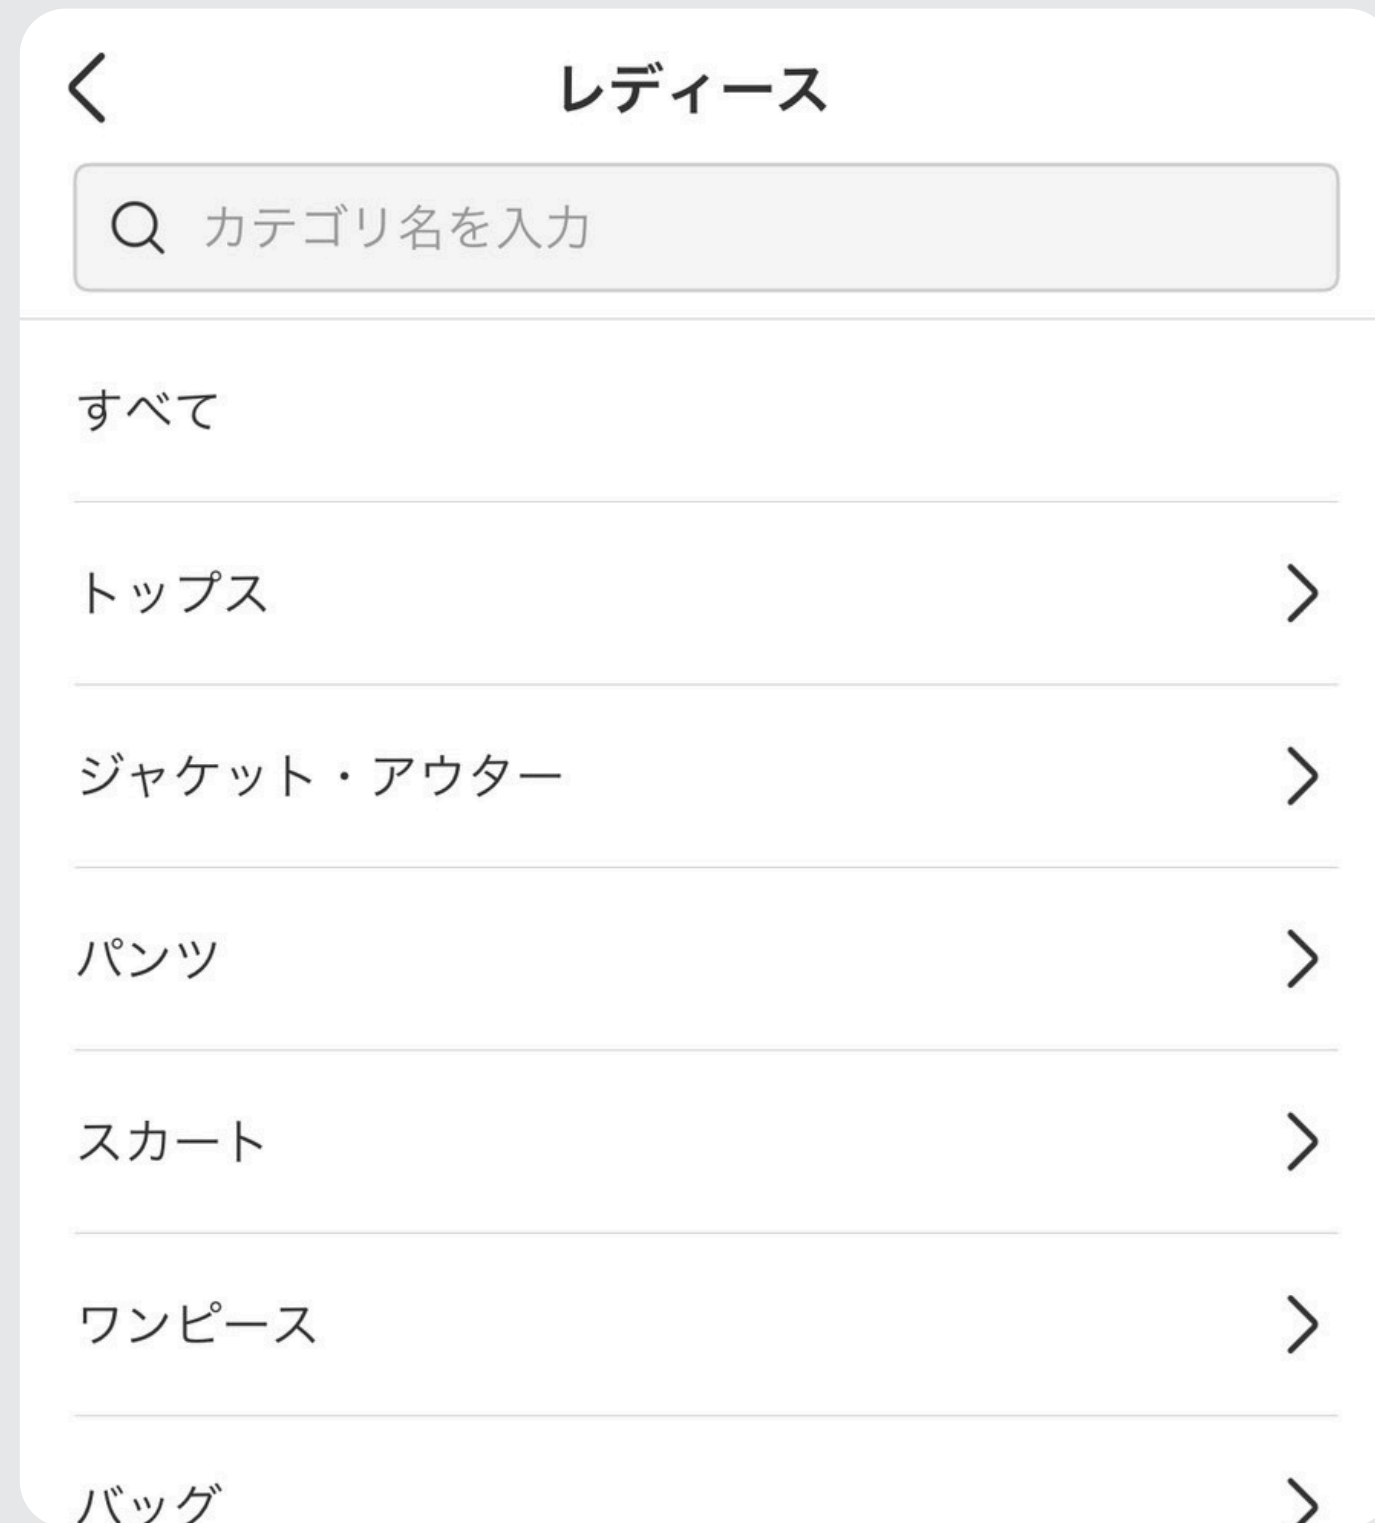 レディース
カテゴリ名を入力
すべて
トップス
ジャケット・アウター
パンツ
スカート
ワンピース
バッグ